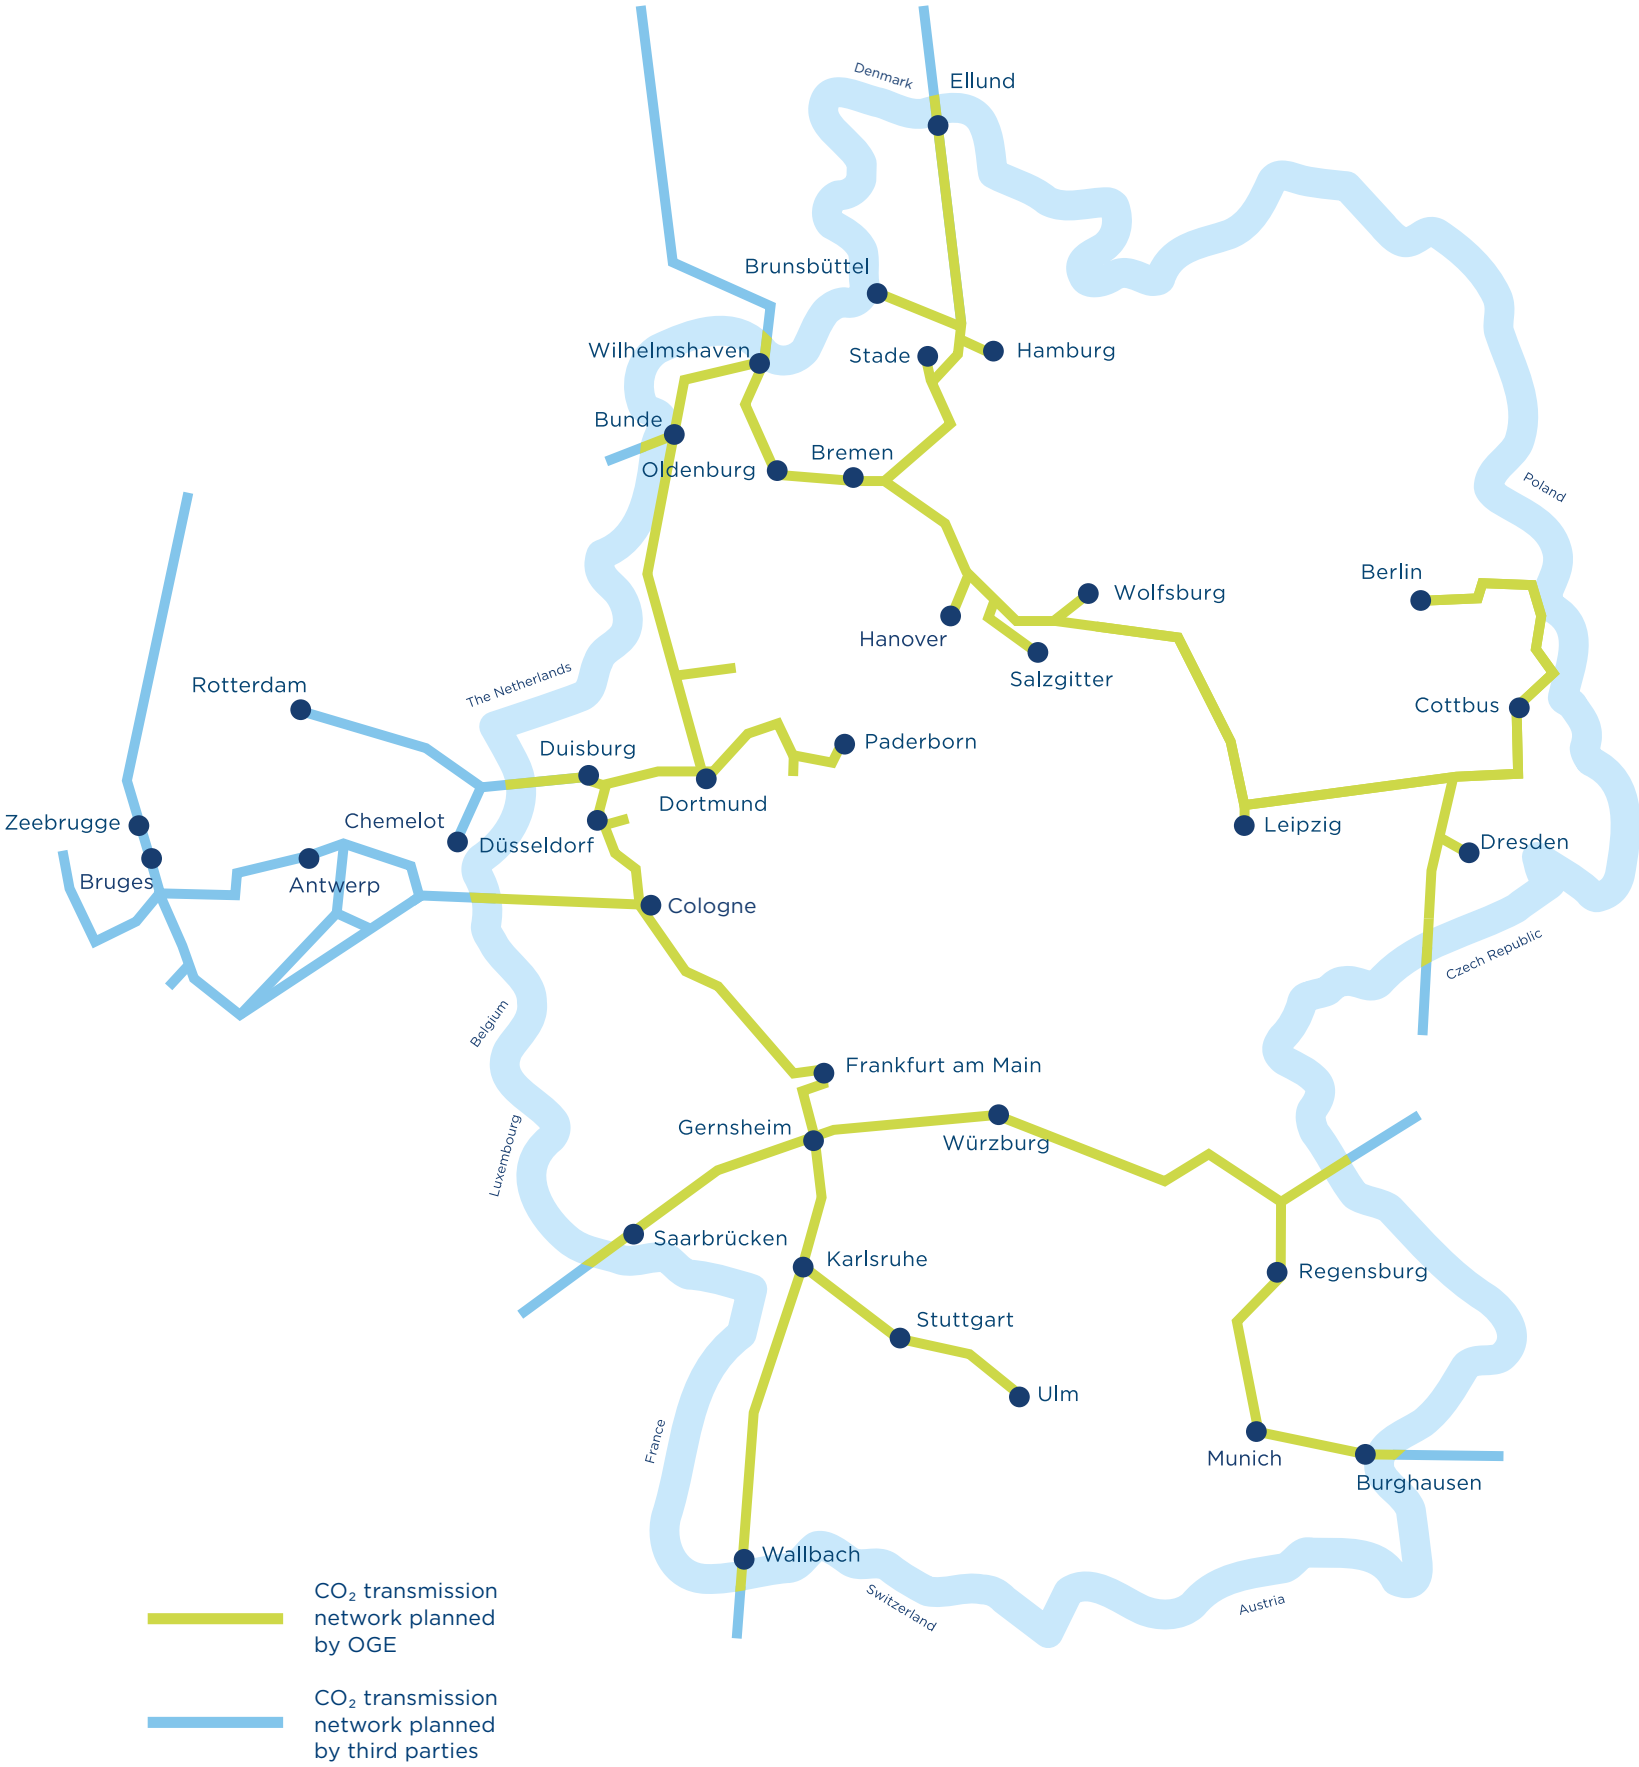 Denmark
Ellund
Brunsbüttel
Wilhelmshaven
Stade
Hamburg
Bunde
Oldenburg
Bremen
Poland
Berlin
Wolfsburg
Hanover
Salzgitter
The Netherlands
Rotterdam
Cottbus
Duisburg
Paderborn
Dortmund
Zeebrugge
Chemelot
Düsseldorf
Leipzig
Dresden
Bruges
Antwerp
Cologne
Czech Republic
Belgium
Frankfurt am Main
Luxembourg
Gernsheim
Würzburg
Saarbrücken
Karlsruhe
Regensburg
Stuttgart
Ulm
France
Munich
Burghausen
Wallbach
Switzerland
Austria
CO₂ transmission
network planned
by OGE
CO₂ transmission
network planned
by third parties